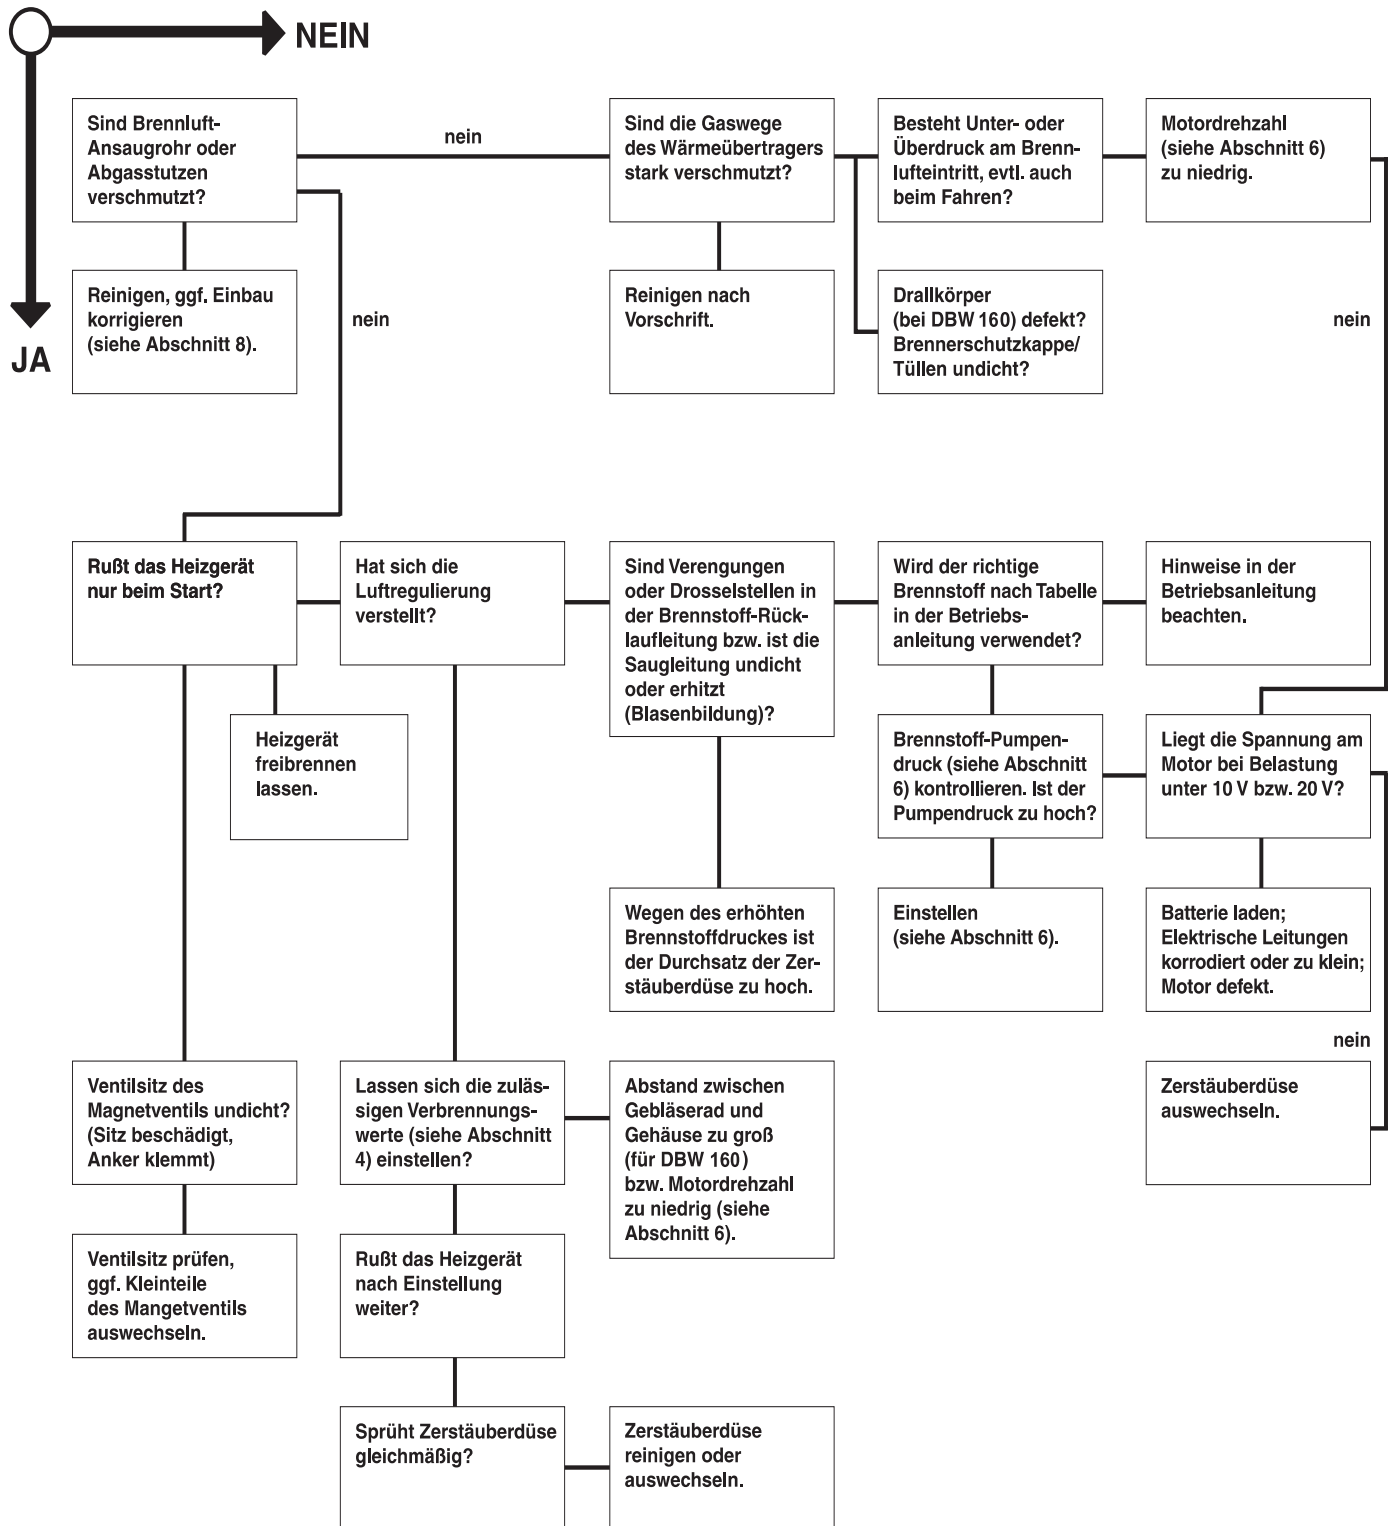 NEIN
JA
Sind Brennluft-
Ansaugrohr oder
Abgasstutzen
verschmutzt?
nein
Sind die Gaswege
des Wärmeübertragers
stark verschmutzt?
Besteht Unter- oder
Überdruck am Brenn-
lufteintritt, evtl. auch
beim Fahren?
Motordrehzahl
(siehe Abschnitt 6)
zu niedrig.
Reinigen, ggf. Einbau
korrigieren
(siehe Abschnitt 8).
nein
Reinigen nach
Vorschrift.
Drallkörper
(bei DBW 160) defekt?
Brennerschutzkappe/
Tüllen undicht?
nein
Rußt das Heizgerät
nur beim Start?
Hat sich die
Luftregulierung
verstellt?
Sind Verengungen
oder Drosselstellen in
der Brennstoff-Rück-
laufleitung bzw. ist die
Saugleitung undicht
oder erhitzt
(Blasenbildung)?
Wird der richtige
Brennstoff nach Tabelle
in der Betriebs-
anleitung verwendet?
Hinweise in der
Betriebsanleitung
beachten.
Heizgerät
freibrennen
lassen.
Brennstoff-Pumpen-
druck (siehe Abschnitt
6) kontrollieren. Ist der
Pumpendruck zu hoch?
Liegt die Spannung am
Motor bei Belastung
unter 10 V bzw. 20 V?
Wegen des erhöhten
Brennstoffdruckes ist
der Durchsatz der Zer-
stäuberdüse zu hoch.
Einstellen
(siehe Abschnitt 6).
Batterie laden;
Elektrische Leitungen
korrodiert oder zu klein;
Motor defekt.
nein
Ventilsitz des
Magnetventils undicht?
(Sitz beschädigt,
Anker klemmt)
Lassen sich die zuläs-
sigen Verbrennungs-
werte (siehe Abschnitt
4) einstellen?
Abstand zwischen
Gebläserad und
Gehäuse zu groß
(für DBW 160)
bzw. Motordrehzahl
zu niedrig (siehe
Abschnitt 6).
Zerstäuberdüse
auswechseln.
Ventilsitz prüfen,
ggf. Kleinteile
des Mangetventils
auswechseln.
Rußt das Heizgerät
nach Einstellung
weiter?
Sprüht Zerstäuberdüse
gleichmäßig?
Zerstäuberdüse
reinigen oder
auswechseln.